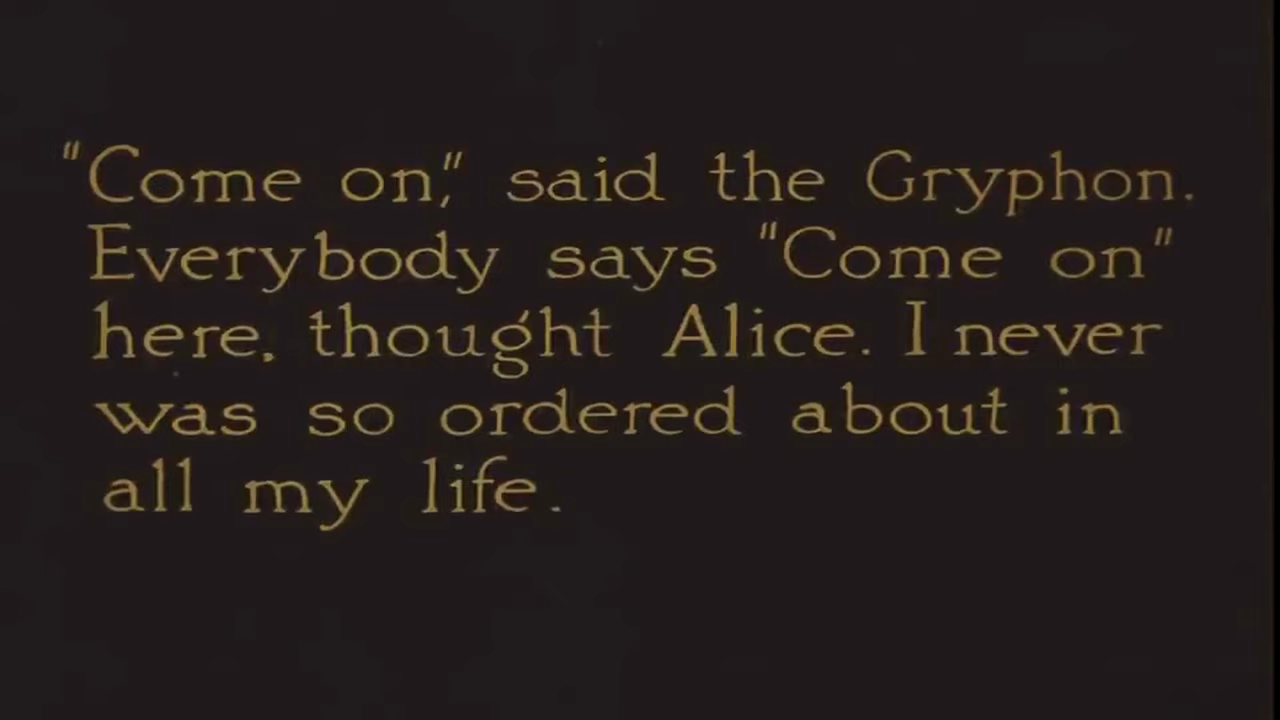 "Come on," said the Gryphon.
Everybody says "Come on"
here, thought Alice. I never
was so ordered about in
all my life.